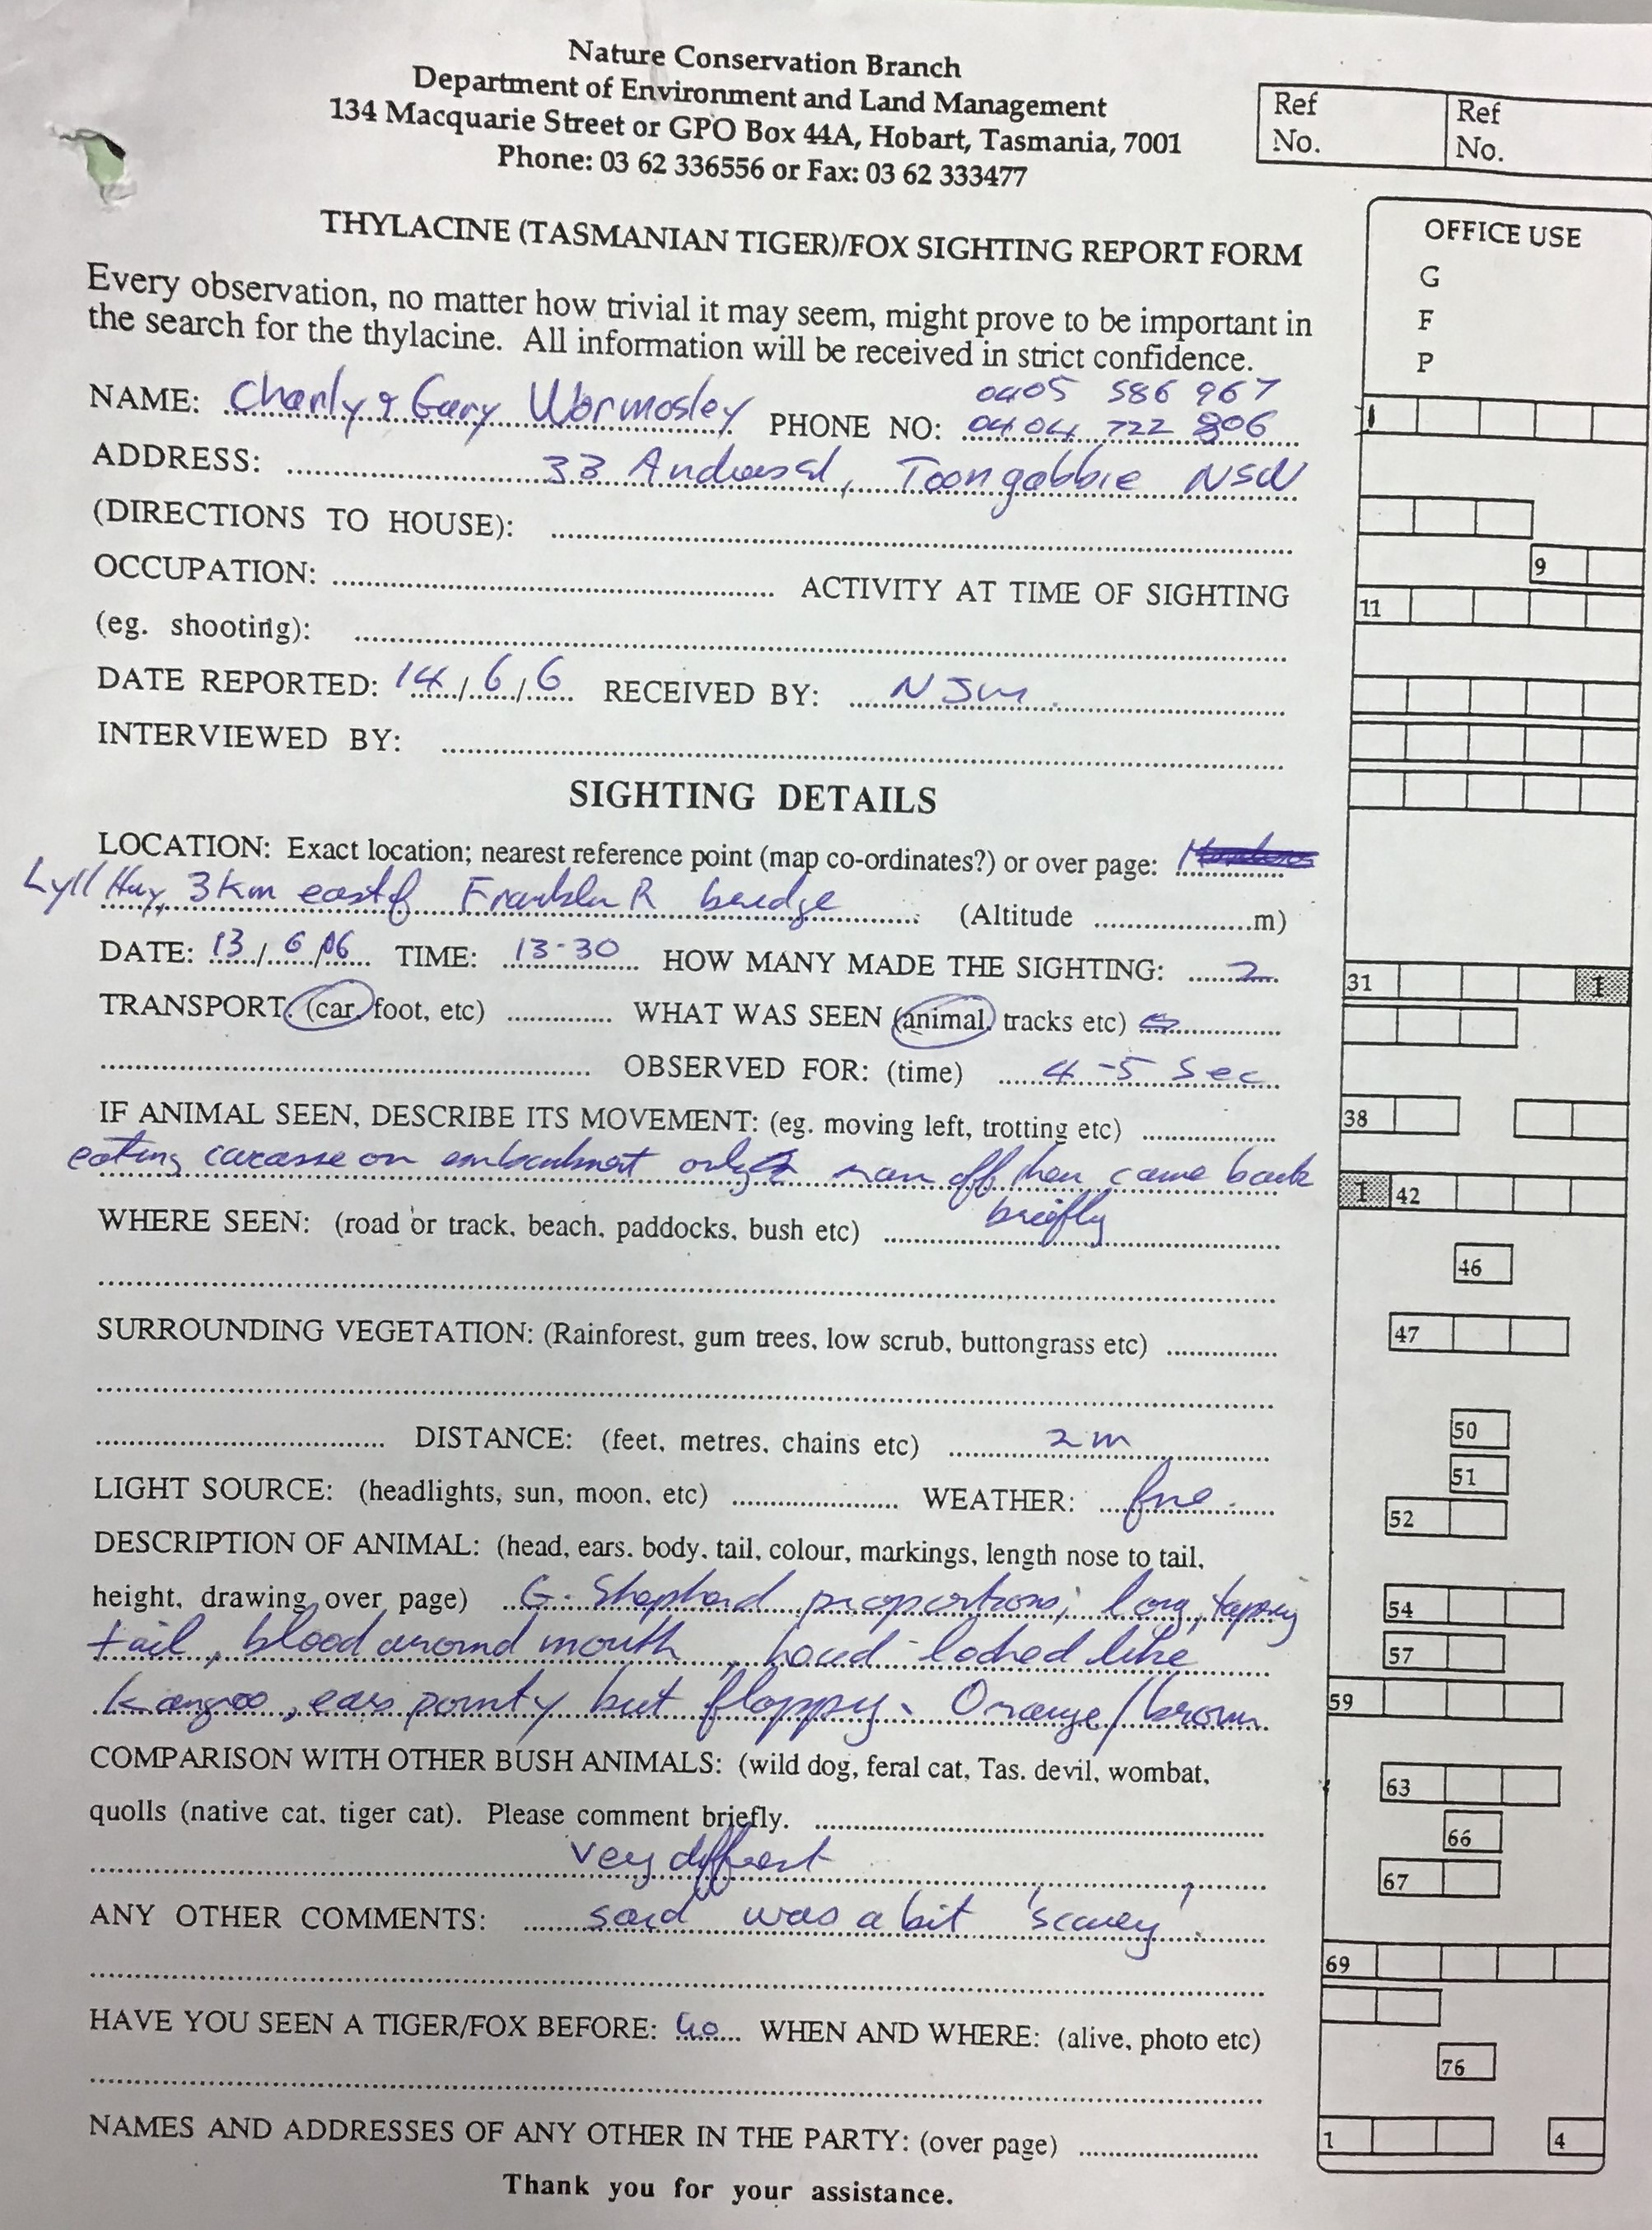 Nature Conservation Branch
Department of Environment and Land Management
134 Macquarie Street or GPO Box 44A, Hobart, Tasmania, 7001
Phone: 03 62 336556 or Fax: 03 62 333477
Ref No.
Ref No.
THYLACINE (TASMANIAN TIGER)/FOX SIGHTING REPORT FORM
OFFICE USE
G
F
P
Every observation, no matter how trivial it may seem, might prove to be important in
the search for the thylacine. All information will be received in strict confidence.
0405 586 967
NAME: Charly & Gary Wormosley PHONE NO: 0404 722 806
1
ADDRESS: 33 Toongabbie NSW
(DIRECTIONS TO HOUSE):
9
OCCUPATION: ACTIVITY AT TIME OF SIGHTING
11
(eg. shooting):
DATE REPORTED: 14/6/6 RECEIVED BY:
INTERVIEWED BY:
SIGHTING DETAILS
LOCATION: Exact location; nearest reference point (map co-ordinates?) or over page:
Lyll Hwy, 3km east of Franklin R bridge (Altitude m)
DATE: 13/6/06 TIME: 13-30 HOW MANY MADE THE SIGHTING: 2
31 I
TRANSPORT: (car, foot, etc) WHAT WAS SEEN (animal, tracks etc)
OBSERVED FOR: (time) 4-5 sec
IF ANIMAL SEEN, DESCRIBE ITS MOVEMENT: (eg. moving left, trotting etc)
38
eating carcasse on embankment only ran off then came back
briefly
I 42
WHERE SEEN: (road or track, beach, paddocks, bush etc)
46
SURROUNDING VEGETATION: (Rainforest, gum trees, low scrub, buttongrass etc)
47
DISTANCE: (feet, metres, chains etc) 2m
50
51
LIGHT SOURCE: (headlights, sun, moon, etc) WEATHER: fine
52
DESCRIPTION OF ANIMAL: (head, ears, body, tail, colour, markings, length nose to tail,
height, drawing over page) G. Shephard proportions; long, tapering
54
tail, blood around mouth, head looked like
57
kangroo, ears pointy but floppy. Orange/brown
59
COMPARISON WITH OTHER BUSH ANIMALS: (wild dog, feral cat, Tas. devil, wombat,
63
quolls (native cat, tiger cat). Please comment briefly.
66
very different
67
ANY OTHER COMMENTS: said was a bit 'scarey'
69
HAVE YOU SEEN A TIGER/FOX BEFORE: WHEN AND WHERE: (alive, photo etc)
76
NAMES AND ADDRESSES OF ANY OTHER IN THE PARTY: (over page)
1 4
Thank you for your assistance.